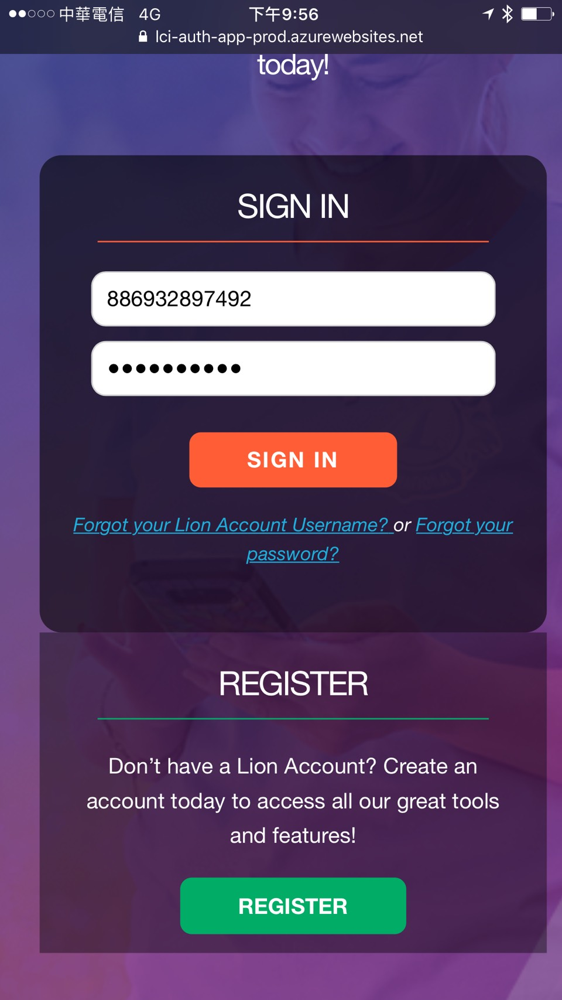 中華電信 4G 下午9:56
lci-auth-app-prod.azurewebsites.net
today!
SIGN IN
886932897492
●●●●●●●●●●
SIGN IN
Forgot your Lion Account Username? or Forgot your
password?
REGISTER
Don’t have a Lion Account? Create an
account today to access all our great tools
and features!
REGISTER